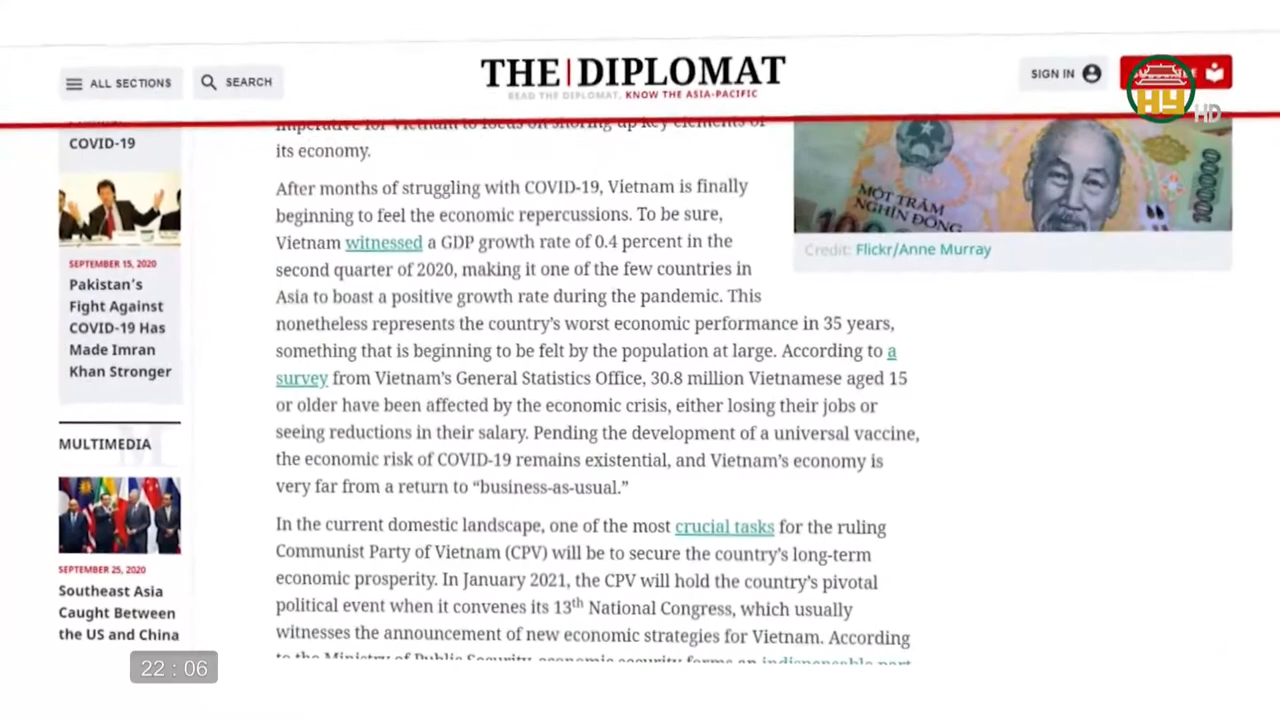 ALL SECTIONS
SEARCH
THE|DIPLOMAT
READ THE DIPLOMAT, KNOW THE ASIA-PACIFIC
SIGN IN
HY
HD
COVID-19
SEPTEMBER 15, 2020
Pakistan's
Fight Against
COVID-19 Has
Made Imran
Khan Stronger
MULTIMEDIA
SEPTEMBER 25, 2020
Southeast Asia
Caught Between
the US and China
imperative for Vietnam to focus on shoring up key elements of
its economy.
After months of struggling with COVID-19, Vietnam is finally
beginning to feel the economic repercussions. To be sure,
Vietnam witnessed a GDP growth rate of 0.4 percent in the
second quarter of 2020, making it one of the few countries in
Asia to boast a positive growth rate during the pandemic. This
nonetheless represents the country's worst economic performance in 35 years,
something that is beginning to be felt by the population at large. According to a
survey from Vietnam's General Statistics Office, 30.8 million Vietnamese aged 15
or older have been affected by the economic crisis, either losing their jobs or
seeing reductions in their salary. Pending the development of a universal vaccine,
the economic risk of COVID-19 remains existential, and Vietnam's economy is
very far from a return to “business-as-usual.”
In the current domestic landscape, one of the most crucial tasks for the ruling
Communist Party of Vietnam (CPV) will be to secure the country's long-term
economic prosperity. In January 2021, the CPV will hold the country's pivotal
political event when it convenes its 13th National Congress, which usually
witnesses the announcement of new economic strategies for Vietnam. According
to the Ministry of Public Security, economic security forms an indispensable part
MỘT TRĂM
NGHÌN ĐỒNG
100000
Credit: Flickr/Anne Murray
22 : 06